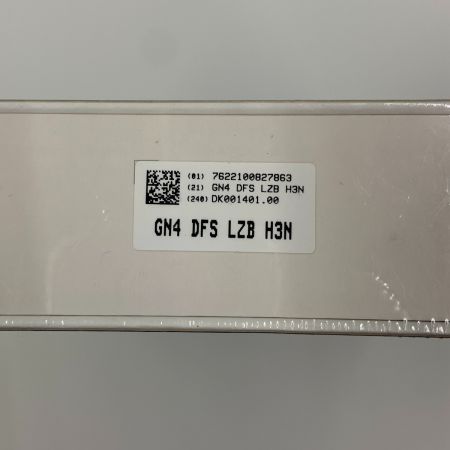 (01) 7622100827863
(21) GN4 DFS LZB H3N
(240) DK001401.00
GN4 DFS LZB H3N